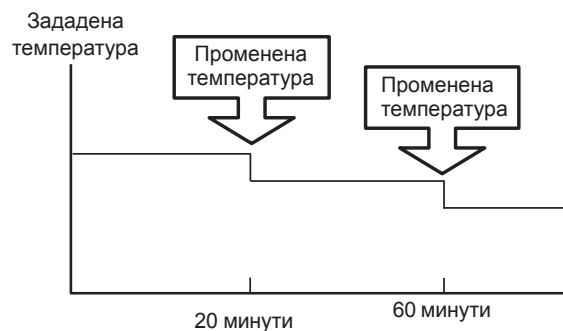 Зададена
температура
Променена
температура
Променена
температура
20 минути
60 минути